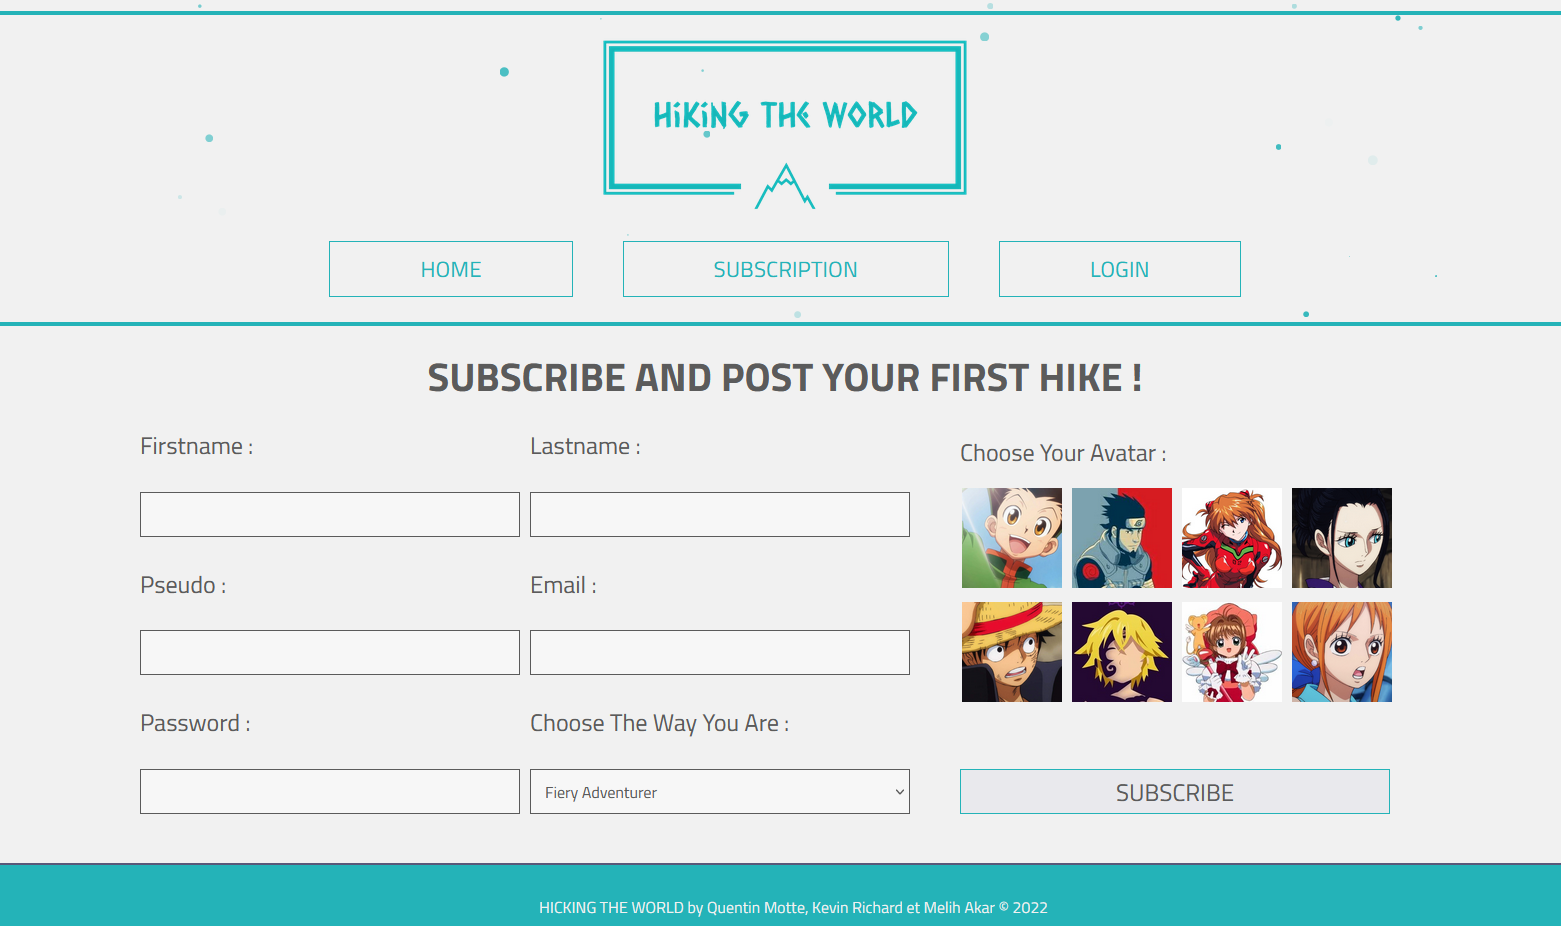 HiKiNG THE WORLD
HOME
SUBSCRIPTION
LOGIN
SUBSCRIBE AND POST YOUR FIRST HIKE !
Firstname :
Lastname :
Choose Your Avatar :
Pseudo :
Email :
Password :
Choose The Way You Are :
Fiery Adventurer
SUBSCRIBE
HICKING THE WORLD by Quentin Motte, Kevin Richard et Melih Akar © 2022